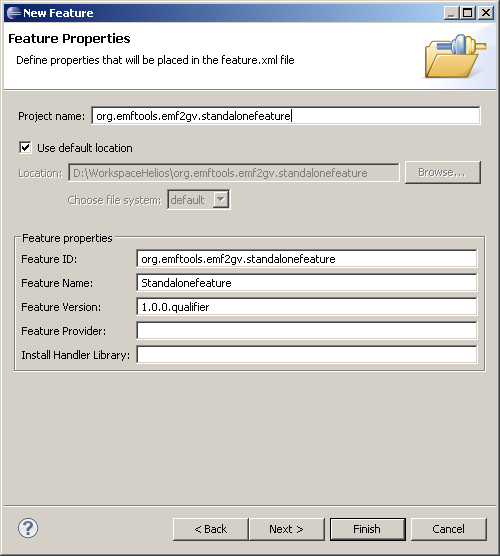 New Feature
Feature Properties
Define properties that will be placed in the feature.xml file
Project name: org.emftools.emf2gv.standalonefeature
Use default location
Location: D:\WorkspaceHelios\org.emftools.emf2gv.standalonefeature Browse...
Choose file system: default
Feature properties
Feature ID: org.emftools.emf2gv.standalonefeature
Feature Name: Standalonefeature
Feature Version: 1.0.0.qualifier
Feature Provider:
Install Handler Library:
? < Back Next > Finish Cancel